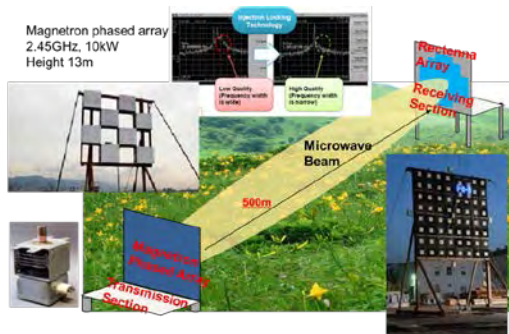 Magnetron phased array
2.45GHz, 10kW
Height 13m
Injection Locking
Technology
Low Quality
(Frequency width
is wide)
High Quality
(Frequency width
is narrow)
Rectenna
Array
Receiving
Section
Microwave
Beam
500m
Magnetron
Phased Array
Transmission
Section